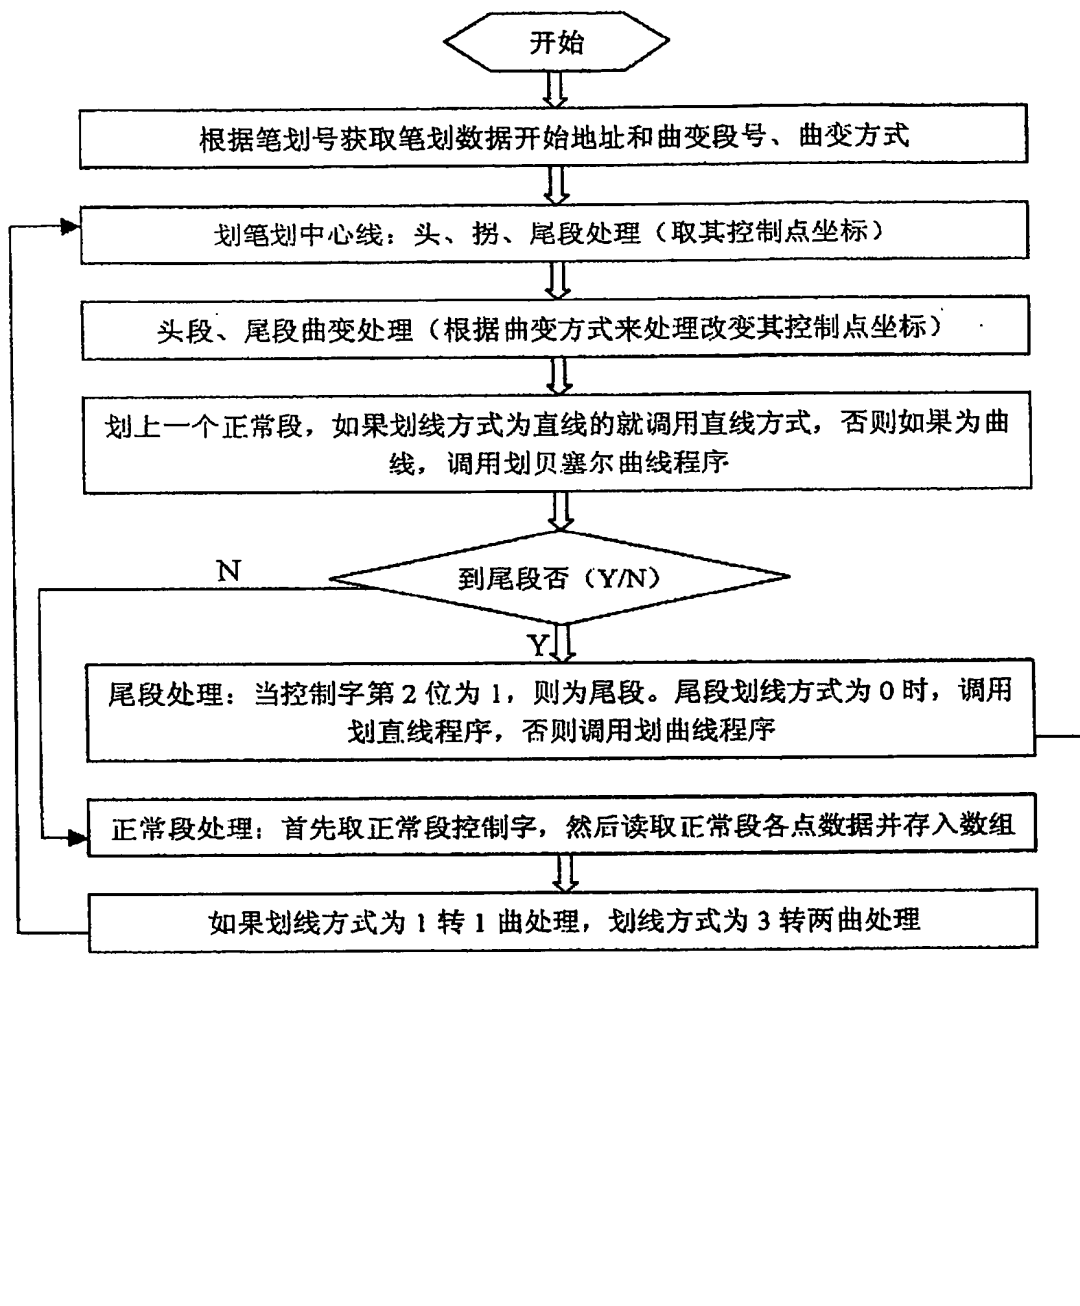 开始
根据笔划号获取笔划数据开始地址和曲变段号、曲变方式
划笔划中心线：头、拐、尾段处理（取其控制点坐标）
头段、尾段曲变处理（根据曲变方式来处理改变其控制点坐标）
划上一个正常段，如果划线方式为直线的就调用直线方式，否则如果为曲
线，调用划贝塞尔曲线程序
N
到尾段否（Y/N）
Y
尾段处理：当控制字第 2 位为 1，则为尾段。尾段划线方式为 0 时，调用
划直线程序，否则调用划曲线程序
正常段处理：首先取正常段控制字，然后读取正常段各点数据并存入数组
如果划线方式为 1 转 1 曲处理，划线方式为 3 转两曲处理